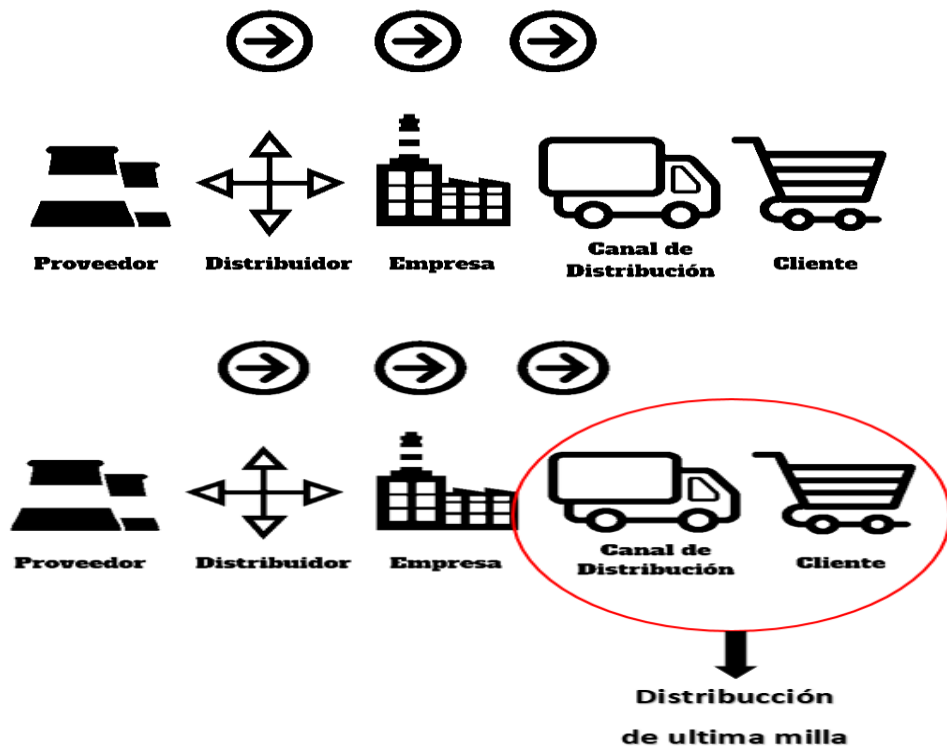 Proveedor
Distribuidor
Empresa
Canal de
Distribución
Cliente
Proveedor
Distribuidor
Empresa
Canal de
Distribución
Cliente
Distribucción
de ultima milla